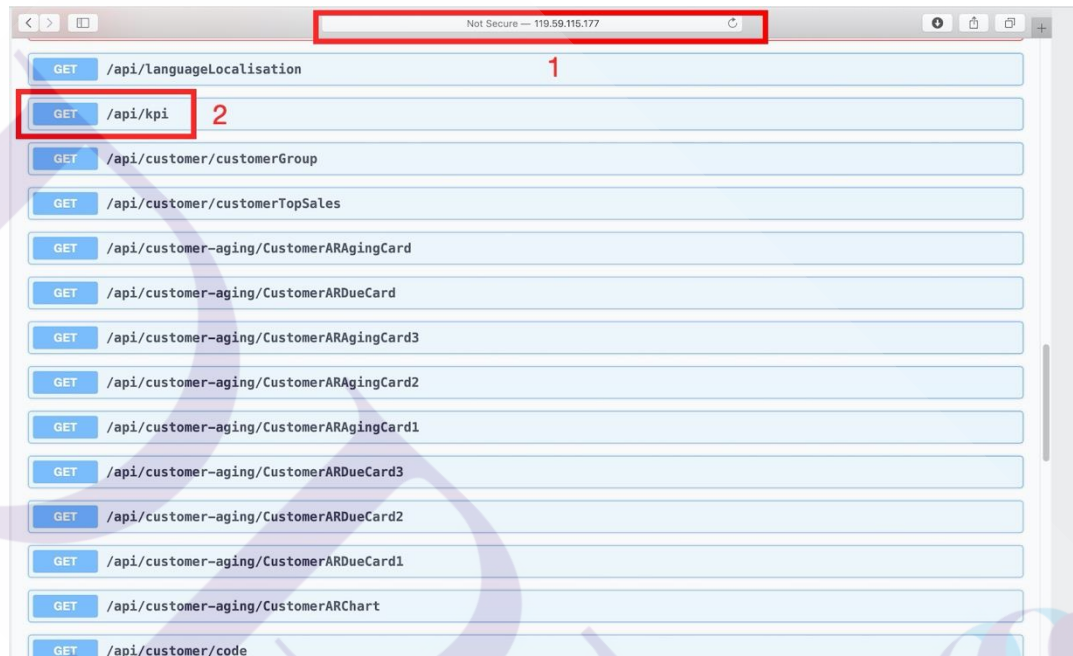 Not Secure — 119.59.115.177
1
GET /api/languageLocalisation
GET /api/kpi 2
GET /api/customer/customerGroup
GET /api/customer/customerTopSales
GET /api/customer-aging/CustomerARAgingCard
GET /api/customer-aging/CustomerARDueCard
GET /api/customer-aging/CustomerARAgingCard3
GET /api/customer-aging/CustomerARAgingCard2
GET /api/customer-aging/CustomerARAgingCard1
GET /api/customer-aging/CustomerARDueCard3
GET /api/customer-aging/CustomerARDueCard2
GET /api/customer-aging/CustomerARDueCard1
GET /api/customer-aging/CustomerARChart
GET /api/customer/code